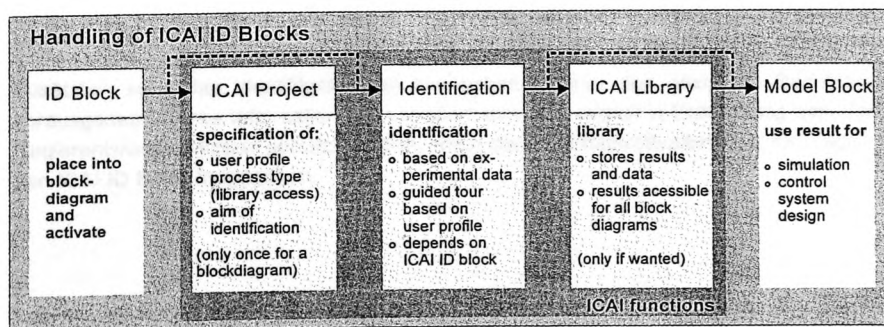 Handling of ICAI ID Blocks
ID Block
place into
block-
diagram
and
activate
ICAI Project
specification of:
user profile
process type
(library access)
aim of
identification
(only once for a
blockdiagram)
Identification
identification
based on ex-
perimental data
guided tour
based on
user profile
depends on
ICAI ID block
ICAI Library
library
stores results
and data
results acessible
for all block
diagrams
(only if wanted)
Model Block
use result for
simulation
control
system
design
ICAI functions